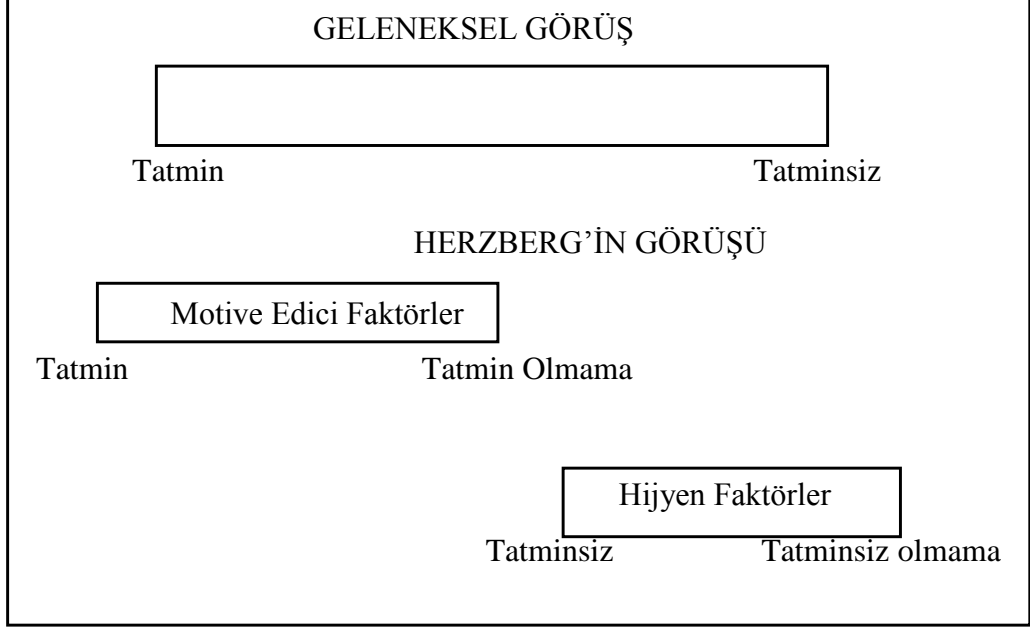 GELENEKSEL GÖRÜŞ
Tatmin Tatminsiz
HERZBERG’İN GÖRÜŞÜ
Motive Edici Faktörler
Tatmin Tatmin Olmama
Hijyen Faktörler
Tatminsiz Tatminsiz olmama